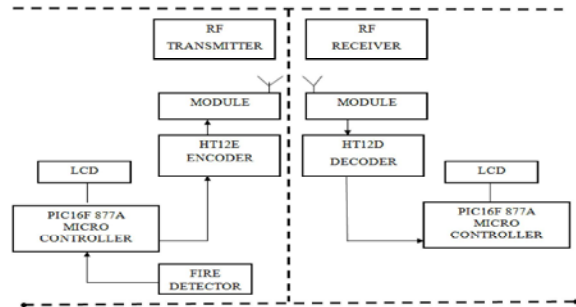 RF
TRANSMITTER
MODULE
HT12E
ENCODER
LCD
PIC16F 877A
MICRO
CONTROLLER
FIRE
DETECTOR
RF
RECEIVER
MODULE
HT12D
DECODER
LCD
PIC16F 877A
MICRO
CONTROLLER